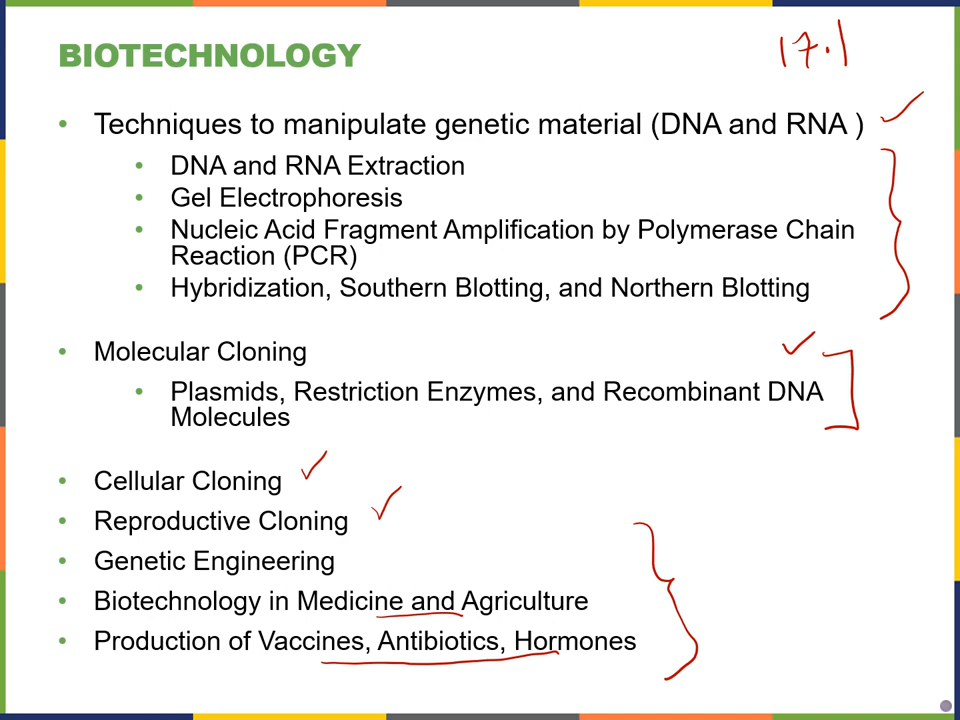 BIOTECHNOLOGY
17.1
• Techniques to manipulate genetic material (DNA and RNA )
• DNA and RNA Extraction
• Gel Electrophoresis
• Nucleic Acid Fragment Amplification by Polymerase Chain
Reaction (PCR)
• Hybridization, Southern Blotting, and Northern Blotting
• Molecular Cloning
• Plasmids, Restriction Enzymes, and Recombinant DNA
Molecules
• Cellular Cloning
• Reproductive Cloning
• Genetic Engineering
• Biotechnology in Medicine and Agriculture
• Production of Vaccines, Antibiotics, Hormones